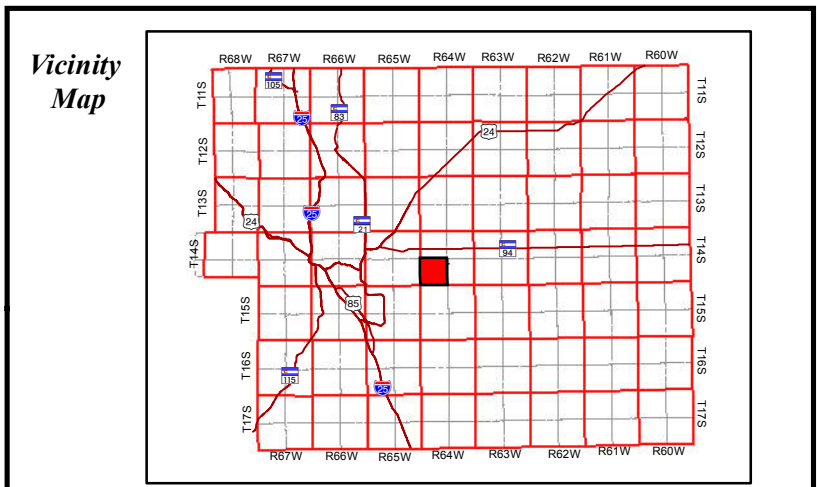 Vicinity
Map
R68W R67W R66W R65W R64W R63W R62W R61W R60W
T11S T11S
105
83
25
24
T12S T12S
T13S T13S
25
24
21
T14S T14S
94
85
T15S T15S
T16S T16S
115
25
T17S T17S
R67W R66W R65W R64W R63W R62W R61W R60W